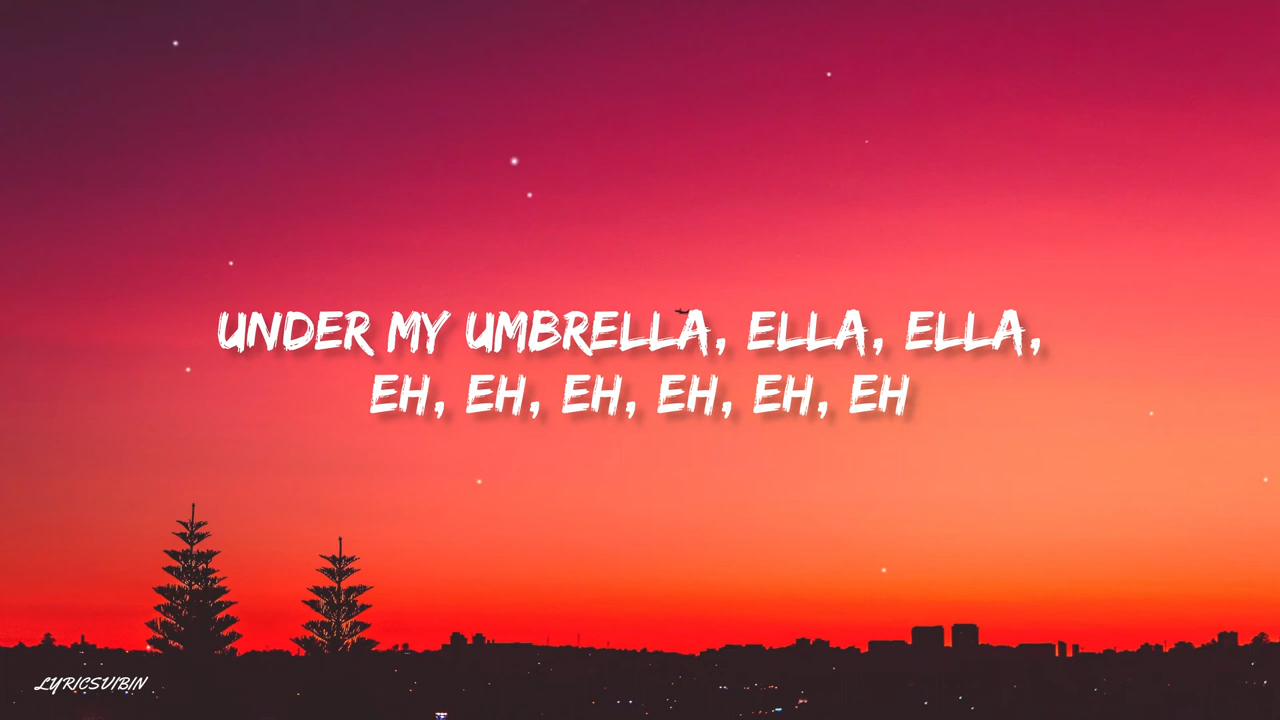 UNDER MY UMBRELLA, ELLA, ELLA,
EH, EH, EH, EH, EH, EH
LYRICSVIBIN